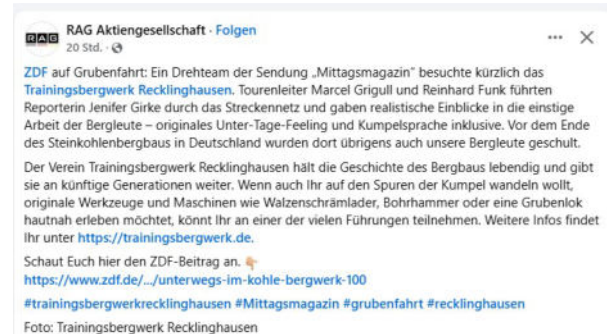 RAG
RAG Aktiengesellschaft · Folgen
20 Std. ·
ZDF auf Grubenfahrt: Ein Drehteam der Sendung „Mittagsmagazin" besuchte kürzlich das
Trainingsbergwerk Recklinghausen. Tourenleiter Marcel Grigull und Reinhard Funk führten
Reporterin Jenifer Girke durch das Streckennetz und gaben realistische Einblicke in die einstige
Arbeit der Bergleute – originales Unter-Tage-Feeling und Kumpelsprache inklusive. Vor dem Ende
des Steinkohlenbergbaus in Deutschland wurden dort übrigens auch unsere Bergleute geschult.
Der Verein Trainingsbergwerk Recklinghausen hält die Geschichte des Bergbaus lebendig und gibt
sie an künftige Generationen weiter. Wenn auch Ihr auf den Spuren der Kumpel wandeln wollt,
originale Werkzeuge und Maschinen wie Walzenschrämlader, Bohrhammer oder eine Grubenlok
hautnah erleben möchtet, könnt Ihr an einer der vielen Führungen teilnehmen. Weitere Infos findet
Ihr unter https://trainingsbergwerk.de.
Schaut Euch hier den ZDF-Beitrag an. 👇
https://www.zdf.de/.../unterwegs-im-kohle-bergwerk-100
#trainingsbergwerkrecklinghausen #Mittagsmagazin #grubenfahrt #recklinghausen
Foto: Trainingsbergwerk Recklinghausen